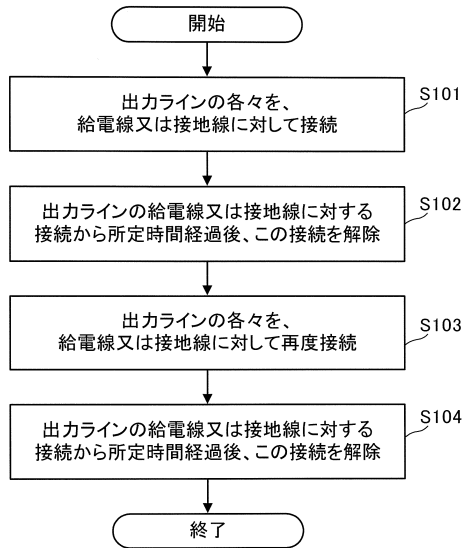 開始
出力ラインの各々を、
給電線又は接地線に対して接続
S101
出力ラインの給電線又は接地線に対する
接続から所定時間経過後、この接続を解除
S102
出力ラインの各々を、
給電線又は接地線に対して再度接続
S103
出力ラインの給電線又は接地線に対する
接続から所定時間経過後、この接続を解除
S104
終了